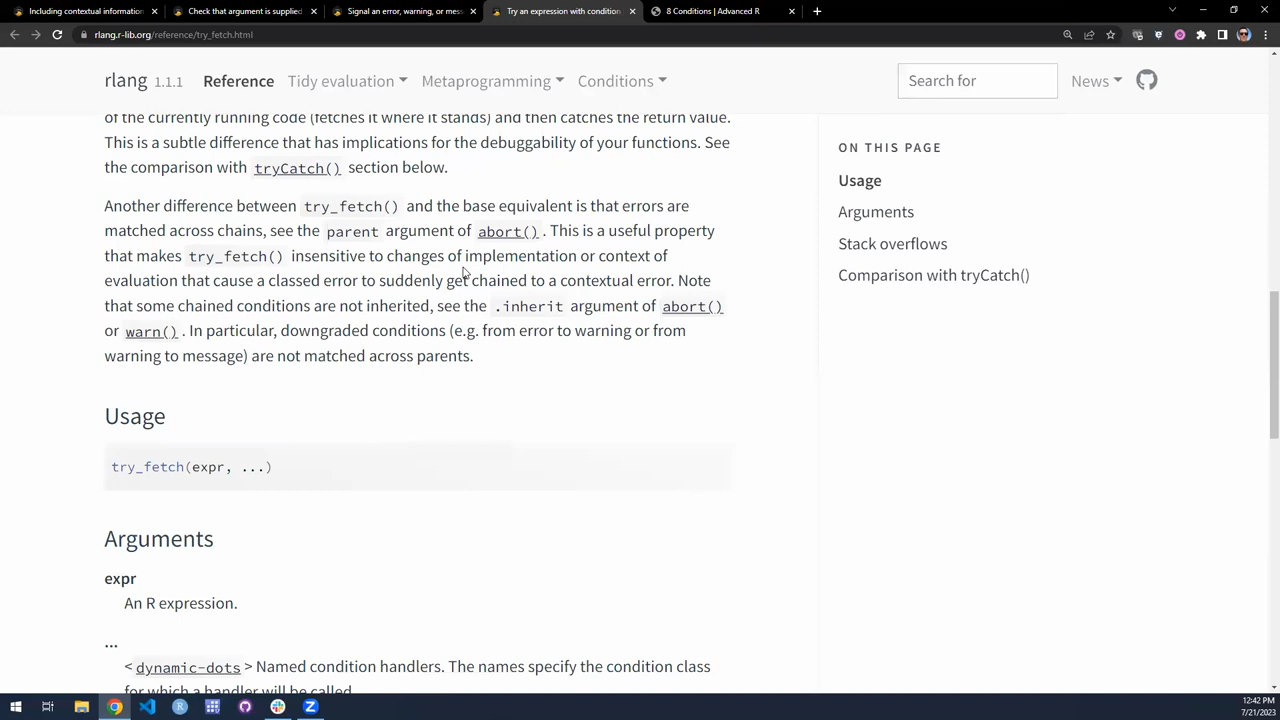 Including contextual information
Check that argument is supplied
Signal an error, warning, or mess
Try an expression with condition
8 Conditions | Advanced R
rlang.r-lib.org/reference/try_fetch.html
rlang 1.1.1 Reference Tidy evaluation Metaprogramming Conditions Search for News
of the currently running code (fetches it where it stands) and then catches the return value.
This is a subtle difference that has implications for the debuggability of your functions. See
the comparison with tryCatch() section below.
Another difference between try_fetch() and the base equivalent is that errors are
matched across chains, see the parent argument of abort(). This is a useful property
that makes try_fetch() insensitive to changes of implementation or context of
evaluation that cause a classed error to suddenly get chained to a contextual error. Note
that some chained conditions are not inherited, see the .inherit argument of abort()
or warn(). In particular, downgraded conditions (e.g. from error to warning or from
warning to message) are not matched across parents.
Usage
try_fetch(expr, ...)
Arguments
expr
An R expression.
...
<dynamic-dots> Named condition handlers. The names specify the condition class
for which a handler will be called.
ON THIS PAGE
Usage
Arguments
Stack overflows
Comparison with tryCatch()
12:42 PM
7/21/2023